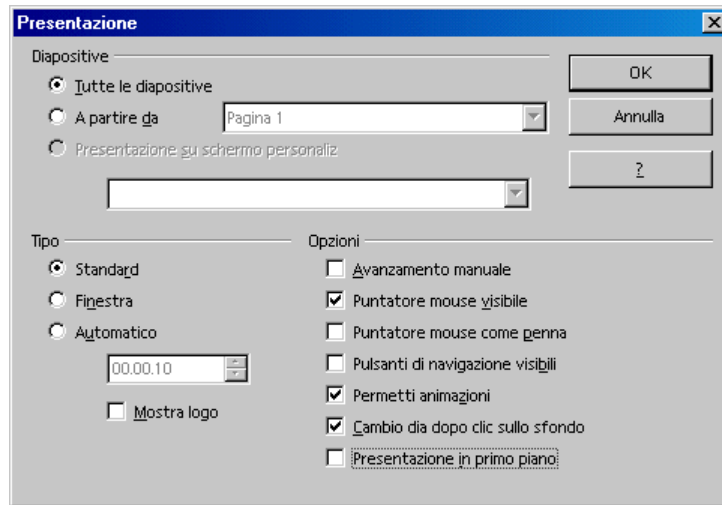 Presentazione
Diapositive
Tutte le diapositive
OK
A partire da
Pagina 1
Annulla
Presentazione su schermo personaliz
?
Tipo
Opzioni
Standard
Avanzamento manuale
Finestra
Puntatore mouse visibile
Automatico
Puntatore mouse come penna
00.00.10
Pulsanti di navigazione visibili
Permetti animazioni
Mostra logo
Cambio dia dopo clic sullo sfondo
Presentazione in primo piano